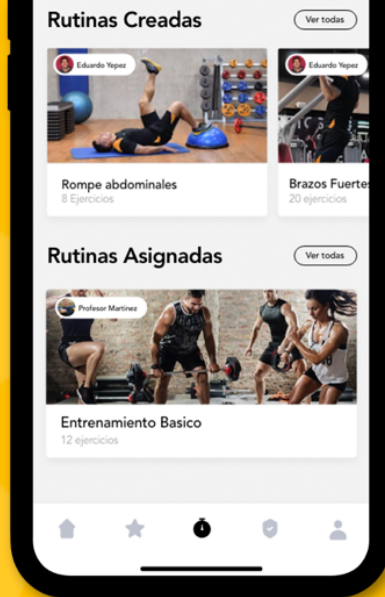 Rutinas Creadas
Ver todas
Eduardo Yepez
Eduardo Yepez
Rompe abdominales
8 Ejercicios
Brazos Fuertes
20 ejercicios
Rutinas Asignadas
Ver todas
Profesor Martinez
Entrenamiento Basico
12 ejercicios